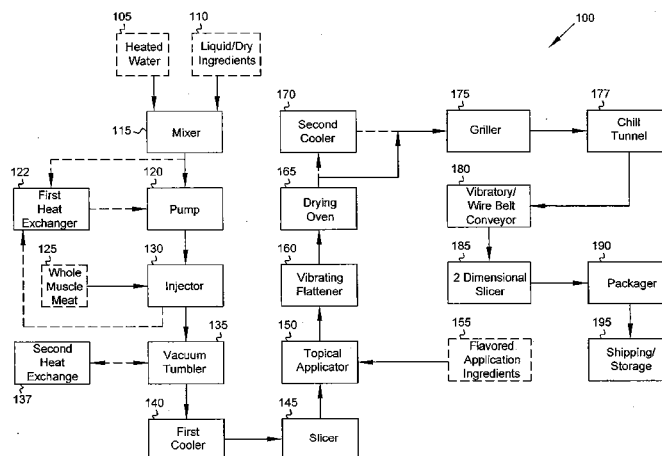 100
105
Heated
Water
110
Liquid/Dry
Ingredients
115
Mixer
122
First
Heat
Exchanger
120
Pump
125
Whole
Muscle
Meat
130
Injector
Second
Heat
Exchange
137
135
Vacuum
Tumbler
140
First
Cooler
145
Slicer
150
Topical
Applicator
155
Flavored
Application
Ingredients
160
Vibrating
Flattener
165
Drying
Oven
170
Second
Cooler
175
Griller
177
Chill
Tunnel
180
Vibratory/
Wire Belt
Conveyor
185
2 Dimensional
Slicer
190
Packager
195
Shipping/
Storage